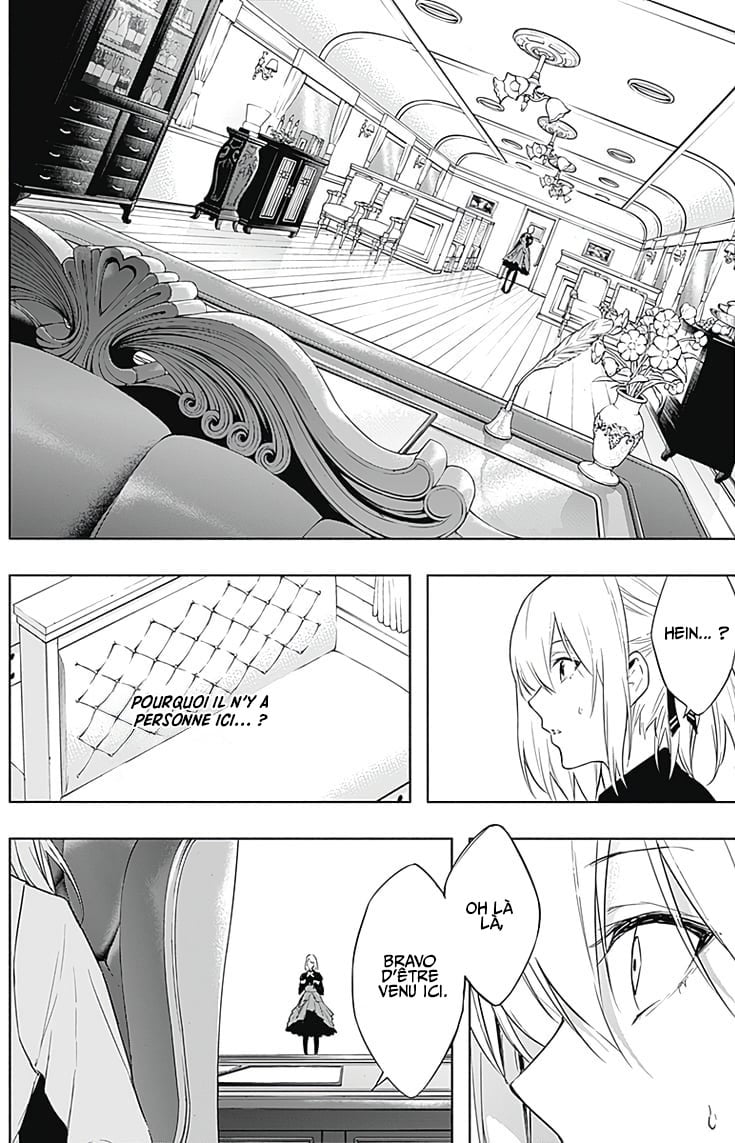 HEIN... ?
POURQUOI IL N'Y A
PERSONNE ICI... ?
OH LÀ
LÀ,
BRAVO
D'ÊTRE
VENU ICI.